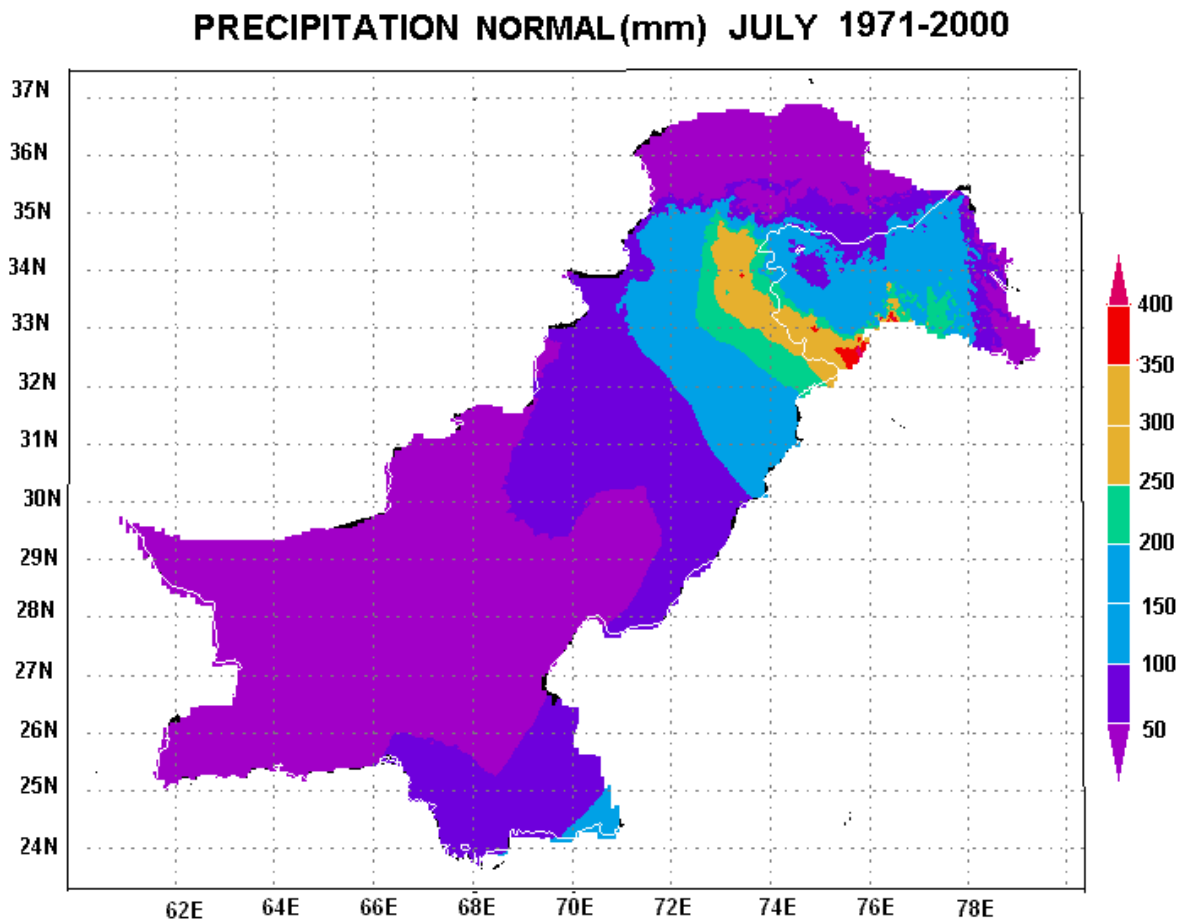 PRECIPITATION NORMAL (mm) JULY 1971-2000
37N
36N
35N
34N
33N
32N
31N
30N
29N
28N
27N
26N
25N
24N
62E 64E 66E 68E 70E 72E 74E 76E 78E
400
350
300
250
200
150
100
50